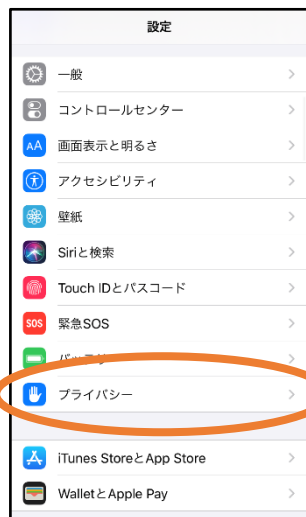 設定
一般
コントロールセンター
AA 画面表示と明るさ
アクセシビリティ
壁紙
Siriと検索
Touch IDとパスコード
SOS 緊急SOS
プライバシー
iTunes StoreとApp Store
WalletとApple Pay